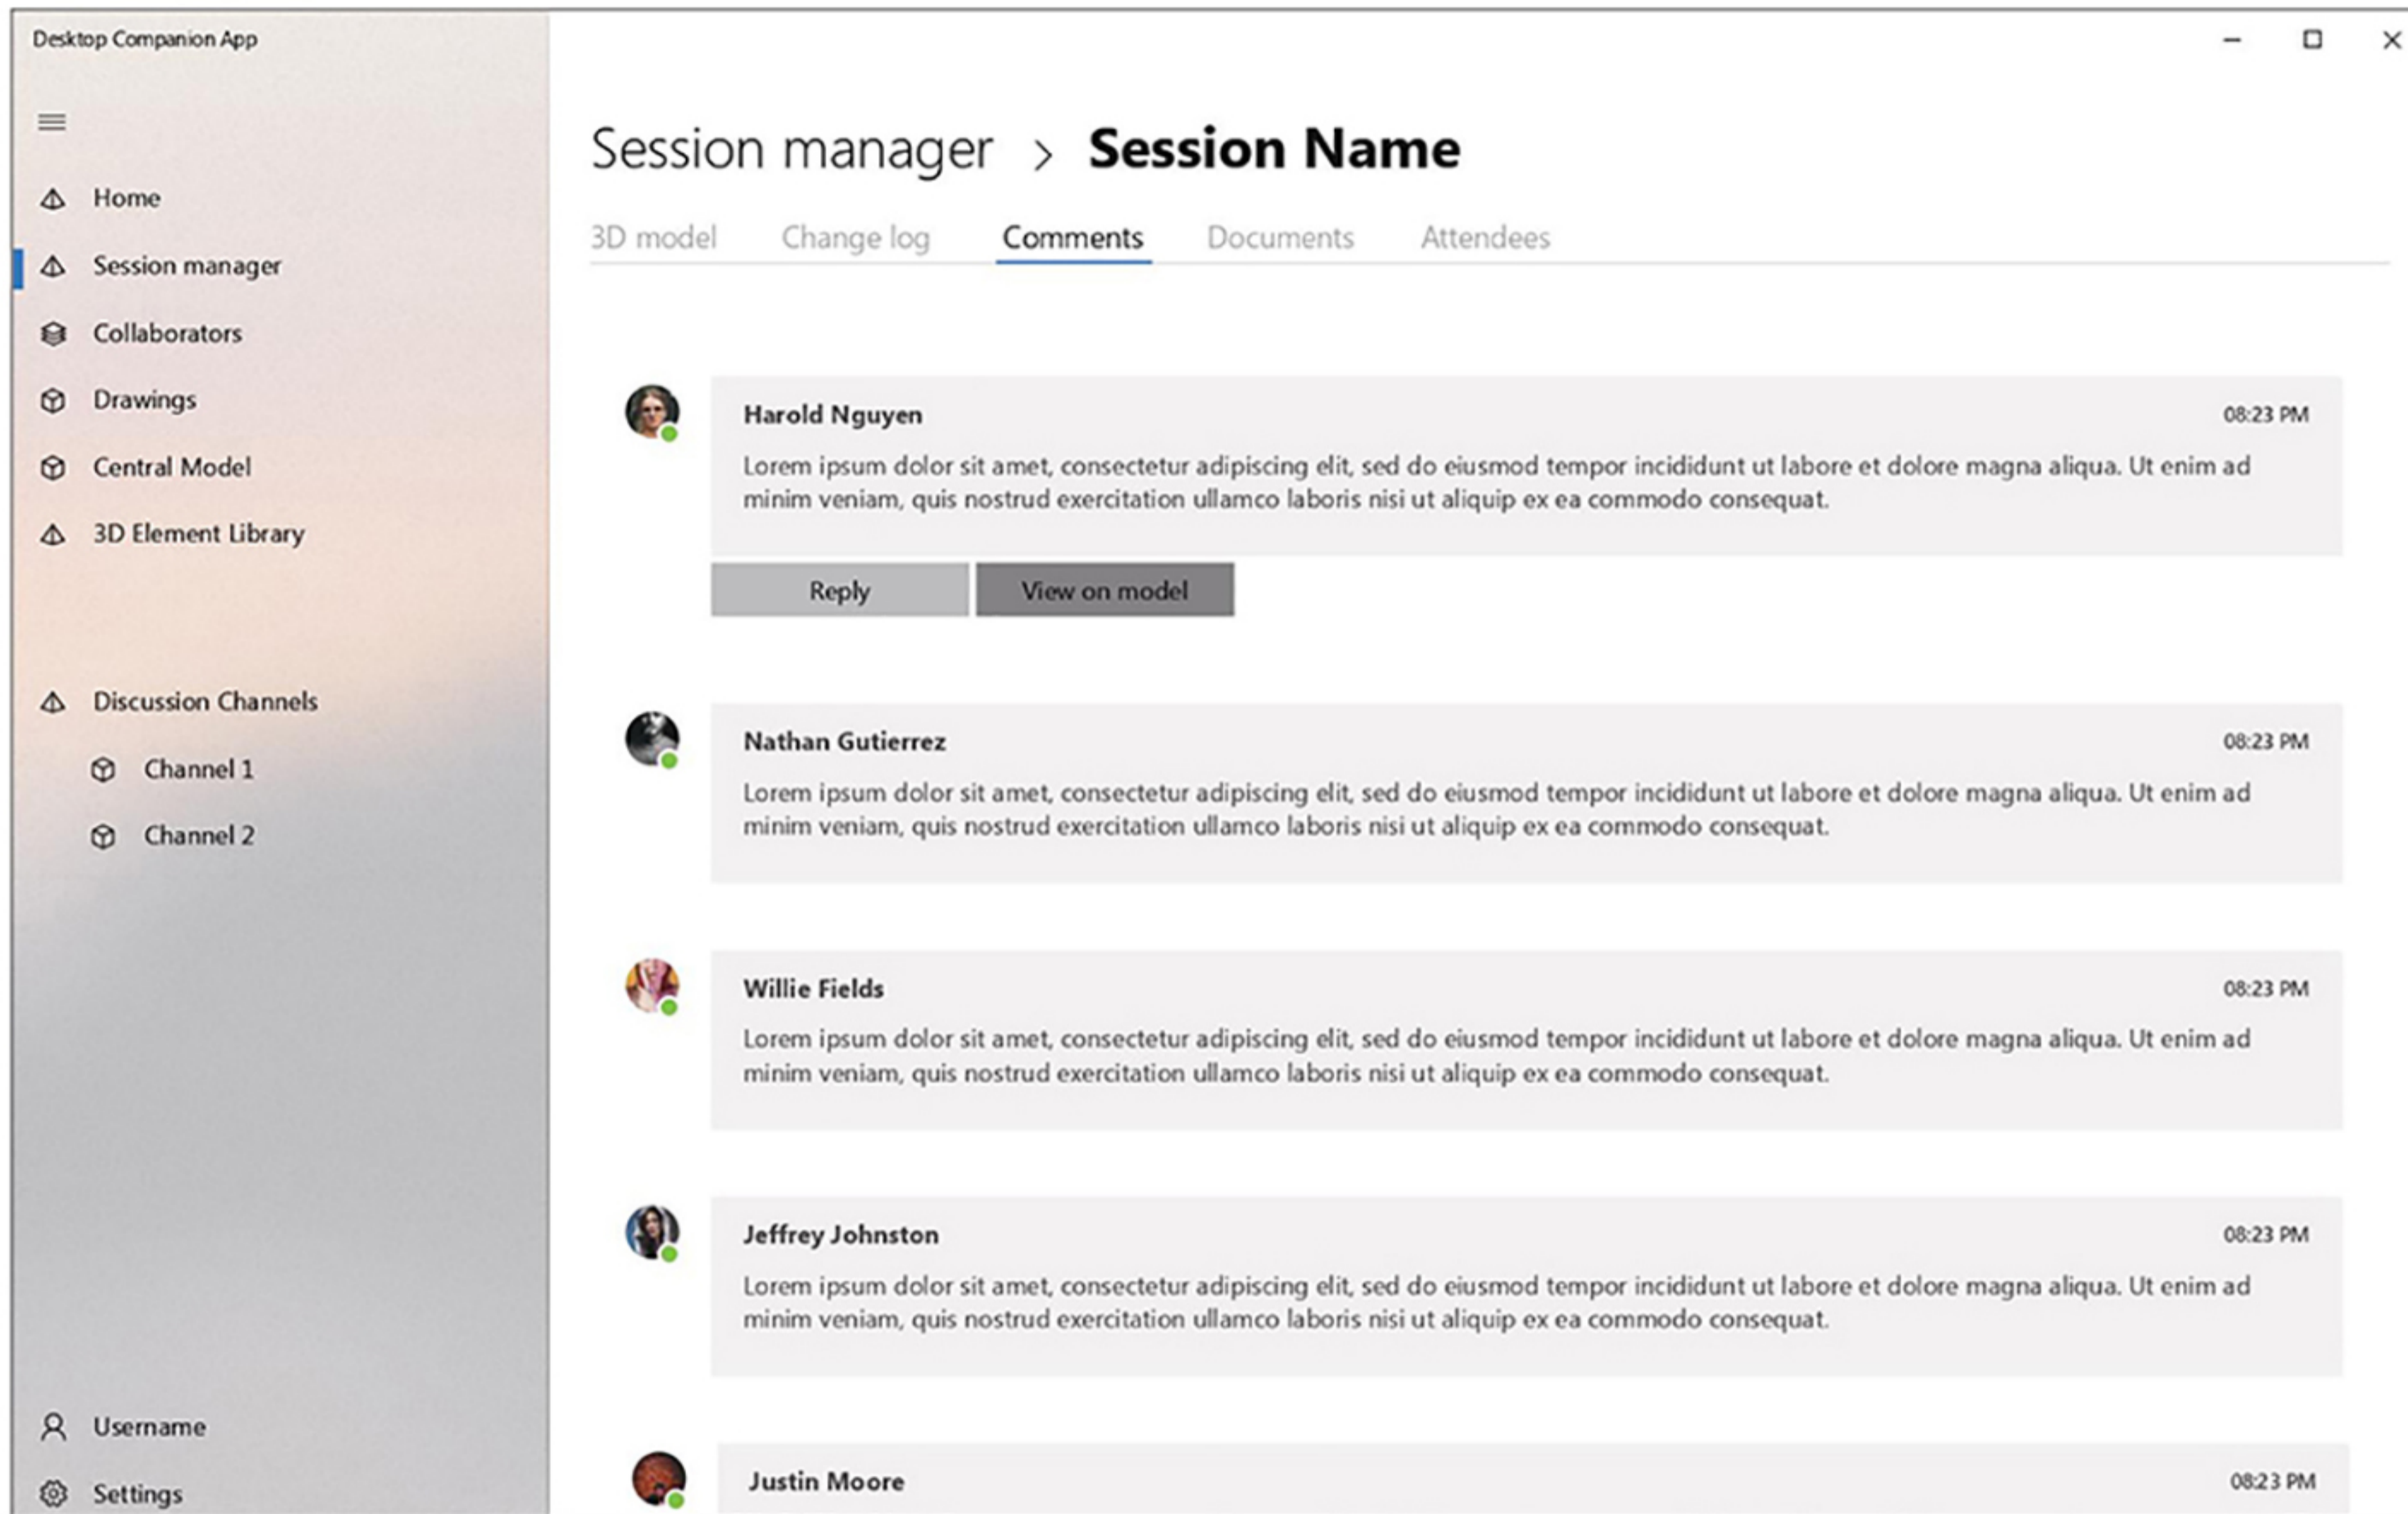 Desktop Companion App
Home
Session manager
Collaborators
Drawings
Central Model
3D Element Library
Discussion Channels
Channel 1
Channel 2
Username
Settings
Session manager > Session Name
3D model Change log Comments Documents Attendees
Harold Nguyen 08:23 PM
Lorem ipsum dolor sit amet, consectetur adipiscing elit, sed do eiusmod tempor incididunt ut labore et dolore magna aliqua. Ut enim ad
minim veniam, quis nostrud exercitation ullamco laboris nisi ut aliquip ex ea commodo consequat.
Reply View on model
Nathan Gutierrez 08:23 PM
Lorem ipsum dolor sit amet, consectetur adipiscing elit, sed do eiusmod tempor incididunt ut labore et dolore magna aliqua. Ut enim ad
minim veniam, quis nostrud exercitation ullamco laboris nisi ut aliquip ex ea commodo consequat.
Willie Fields 08:23 PM
Lorem ipsum dolor sit amet, consectetur adipiscing elit, sed do eiusmod tempor incididunt ut labore et dolore magna aliqua. Ut enim ad
minim veniam, quis nostrud exercitation ullamco laboris nisi ut aliquip ex ea commodo consequat.
Jeffrey Johnston 08:23 PM
Lorem ipsum dolor sit amet, consectetur adipiscing elit, sed do eiusmod tempor incididunt ut labore et dolore magna aliqua. Ut enim ad
minim veniam, quis nostrud exercitation ullamco laboris nisi ut aliquip ex ea commodo consequat.
Justin Moore 08:23 PM